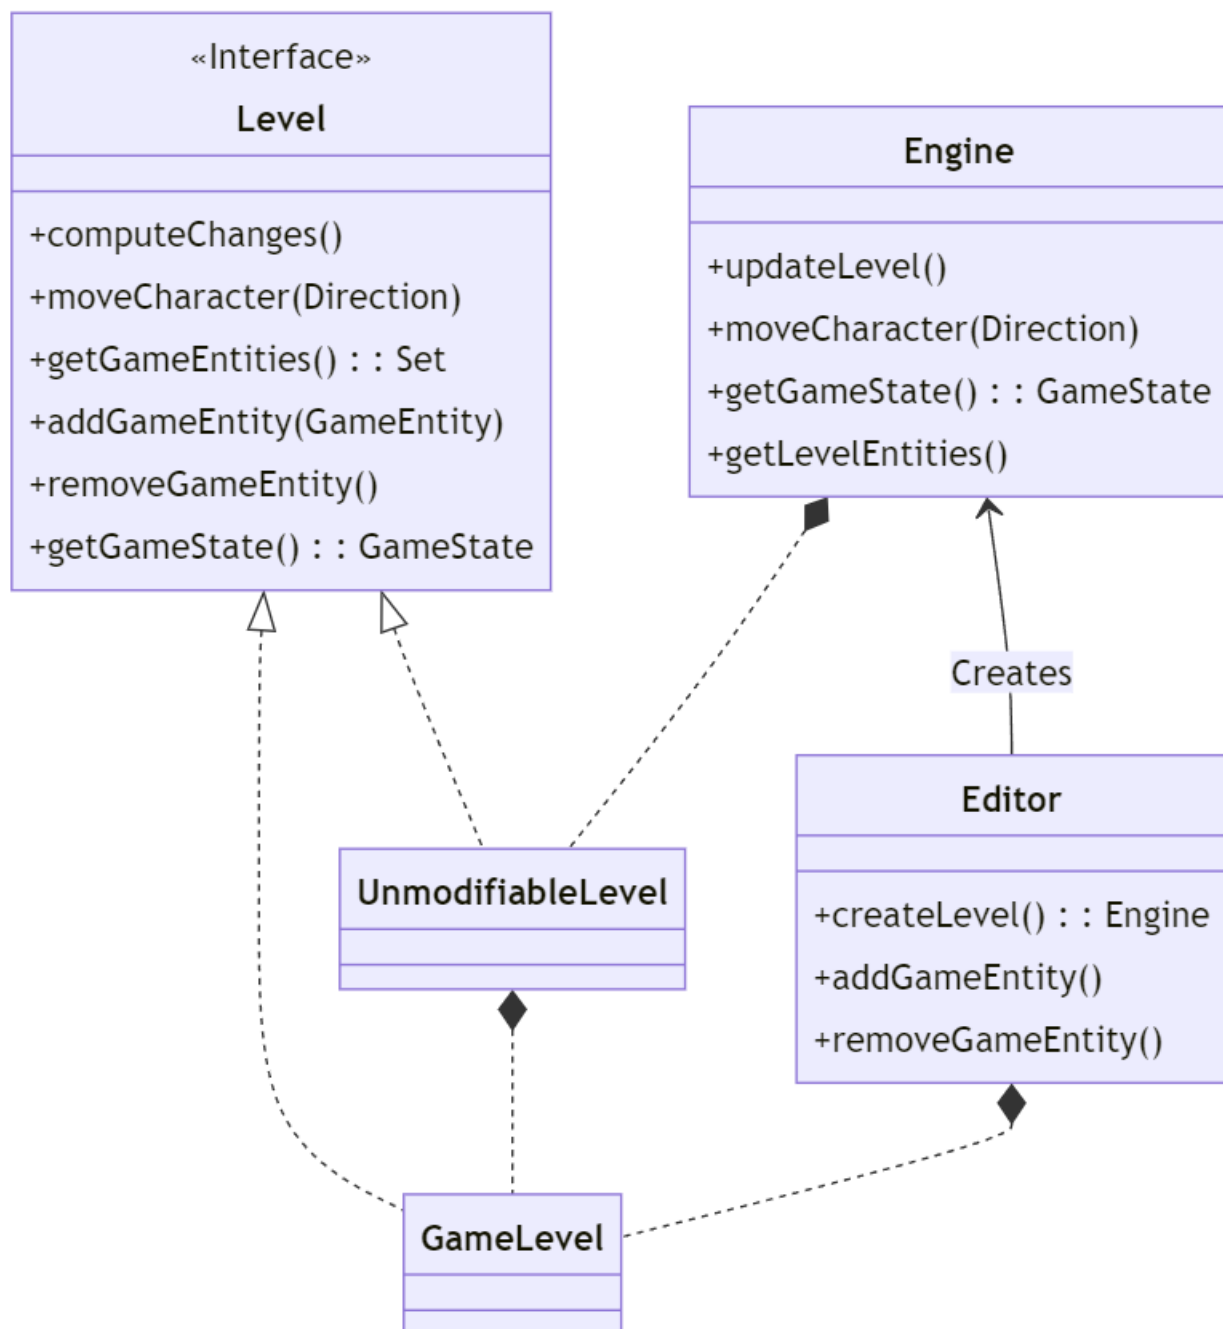 «Interface»
Level
+computeChanges()
+moveCharacter(Direction)
+getGameEntities() : : Set
+addGameEntity(GameEntity)
+removeGameEntity()
+getGameState() : : GameState
Engine
+updateLevel()
+moveCharacter(Direction)
+getGameState() : : GameState
+getLevelEntities()
Creates
Editor
+createLevel() : : Engine
+addGameEntity()
+removeGameEntity()
UnmodifiableLevel
GameLevel